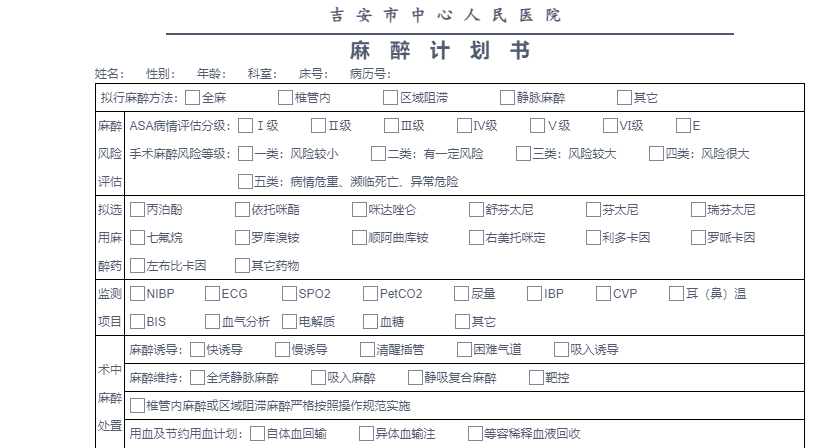 吉安市中心人民医院
麻醉计划书
姓名： 性别： 年龄： 科室： 床号： 病历号：
拟行麻醉方法：□全麻 □椎管内 □区域阻滞 □静脉麻醉 □其它
麻醉 ASA病情评估分级：□Ⅰ级 □Ⅱ级 □Ⅲ级 □Ⅳ级 □Ⅴ级 □Ⅵ级 □E
风险 手术麻醉风险等级：□一类：风险较小 □二类：有一定风险 □三类：风险较大 □四类：风险很大
评估 □五类：病情危重、濒临死亡、异常危险
拟选 □丙泊酚 □依托咪酯 □咪达唑仑 □舒芬太尼 □芬太尼 □瑞芬太尼
用麻 □七氟烷 □罗库溴铵 □顺阿曲库铵 □右美托咪定 □利多卡因 □罗哌卡因
醉药 □左布比卡因 □其它药物
监测 □NIBP □ECG □SPO2 □PetCO2 □尿量 □IBP □CVP □耳（鼻）温
项目 □BIS □血气分析 □电解质 □血糖 □其它
麻醉诱导：□快诱导 □慢诱导 □清醒插管 □困难气道 □吸入诱导
术中
麻醉维持：□全凭静脉麻醉 □吸入麻醉 □静吸复合麻醉 □靶控
麻醉
□椎管内麻醉或区域阻滞麻醉严格按照操作规范实施
处置
用血及节约用血计划：□自体血回输 □异体血输注 □等容稀释血液回收